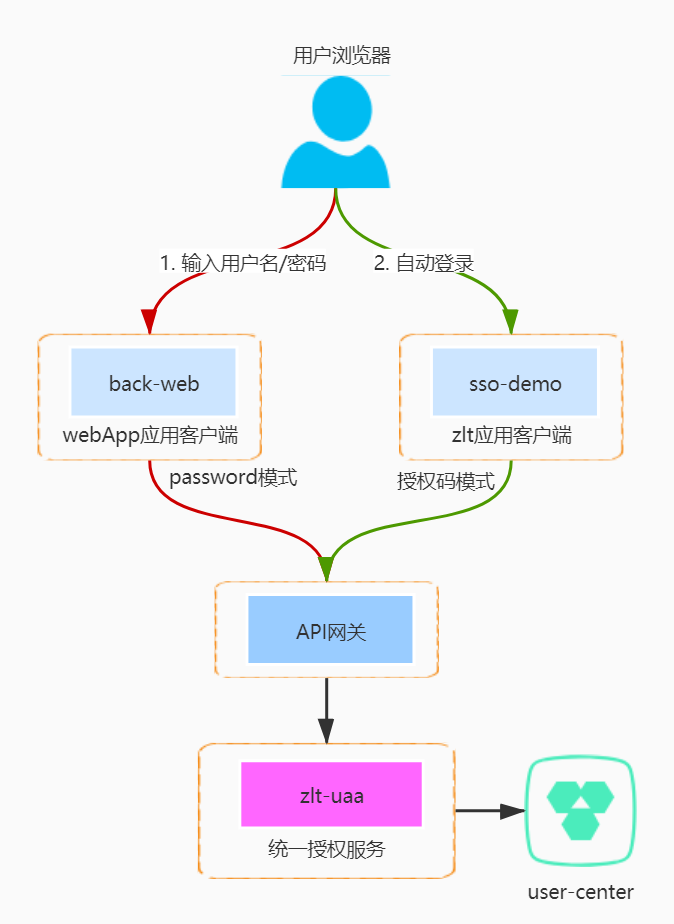 用户浏览器
1. 输入用户名/密码
2. 自动登录
back-web
webApp应用客户端
sso-demo
zlt应用客户端
password模式
授权码模式
API网关
zlt-uaa
统一授权服务
user-center